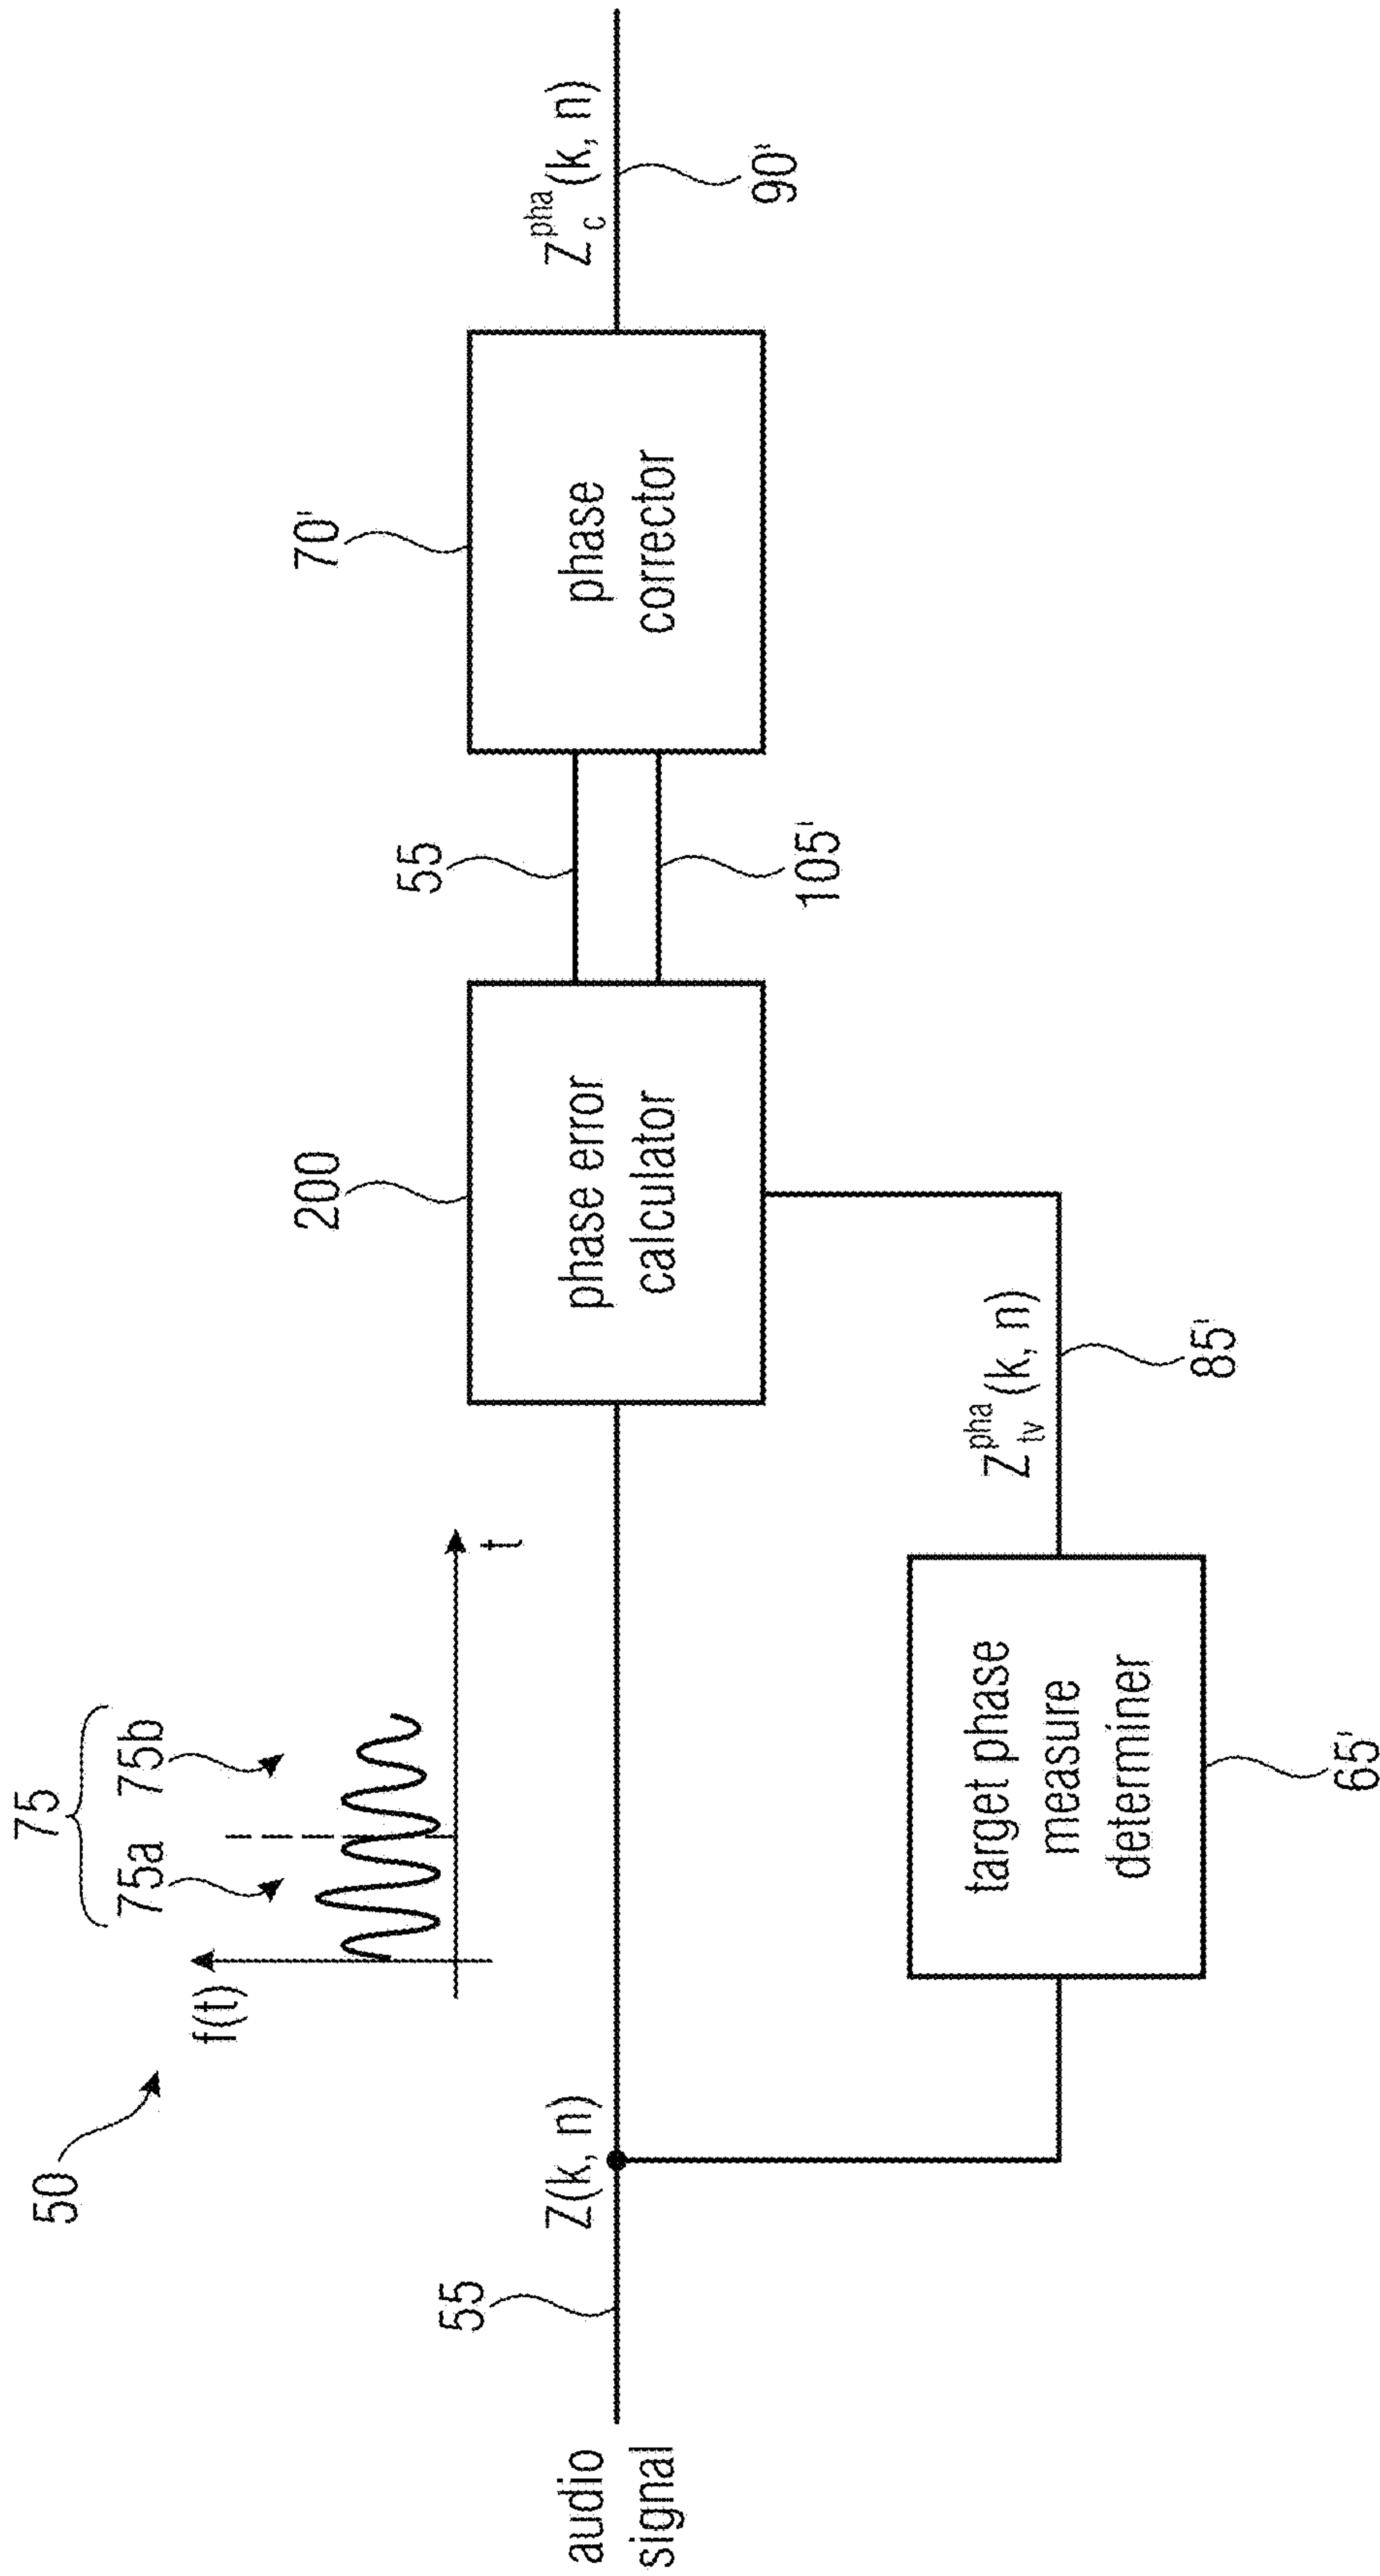 50
f(t)
75
75a
75b
t
audio
signal
55
Z(k, n)
200
phase error
calculator
55
105'
70'
phase
corrector
Z_c^pha (k, n)
90'
Z_tv^pha (k, n)
85'
target phase
measure
determiner
65'